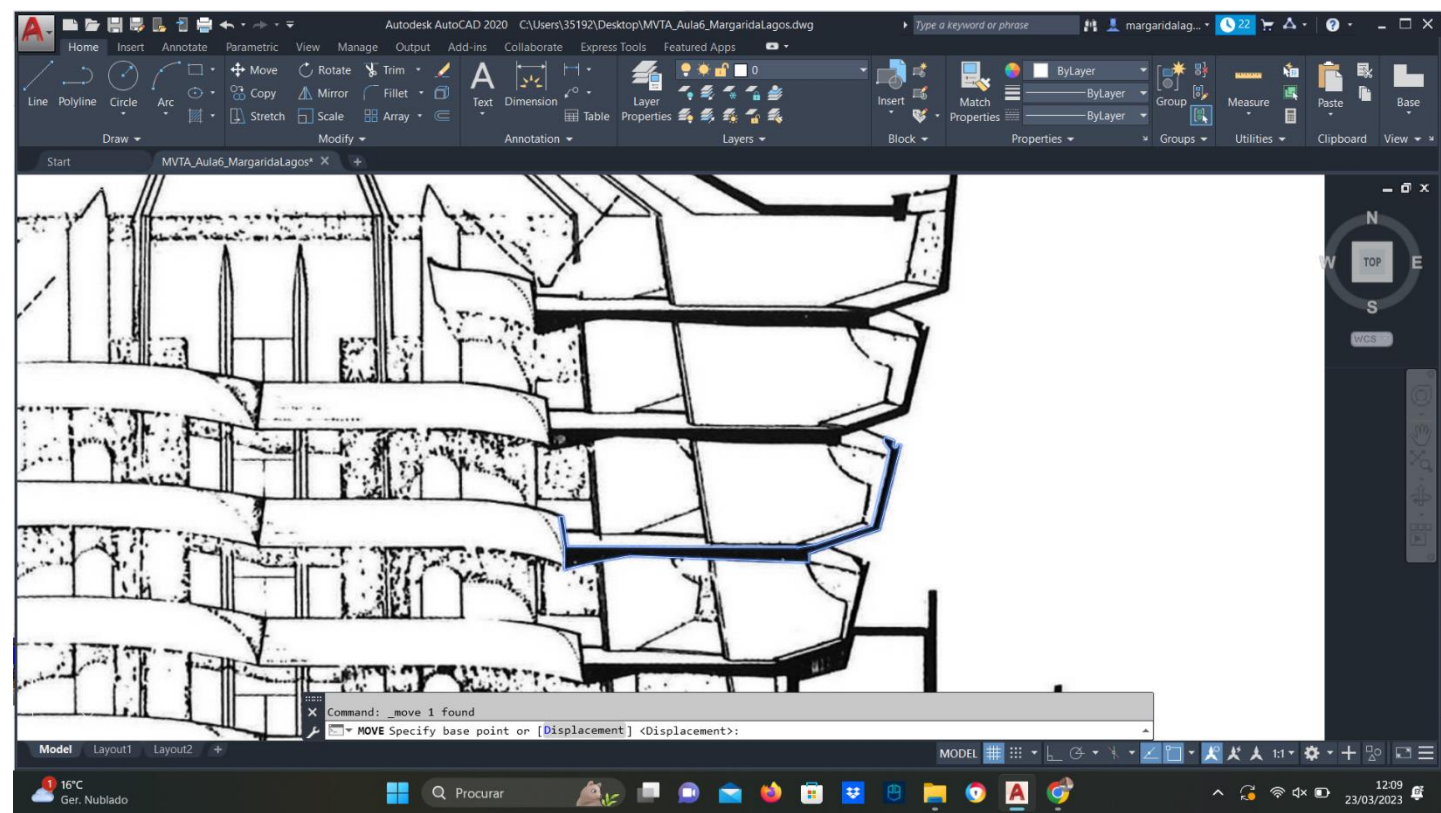 A Autodesk AutoCAD 2020 C:\Users\35192\Desktop\MVTA_Aula6_MargaridaLagos.dwg Type a keyword or phrase margaridalag... 22
Home Insert Annotate Parametric View Manage Output Add-ins Collaborate Express Tools Featured Apps
Move Rotate Trim 0 ByLayer
Copy Mirror Fillet ByLayer
Line Polyline Circle Arc Text Dimension Layer Insert Match Group Measure Paste Base
Stretch Scale Array Table Properties Properties ByLayer
Draw Modify Annotation Layers Block Properties Groups Utilities Clipboard View
Start MVTA_Aula6_MargaridaLagos*
N
W TOP E
S
WCS
Command: _move 1 found
MOVE Specify base point or [Displacement] <Displacement>:
Model Layout1 Layout2 + MODEL 1:1
1 16°C
Ger. Nublado
Procurar
12:09
23/03/2023